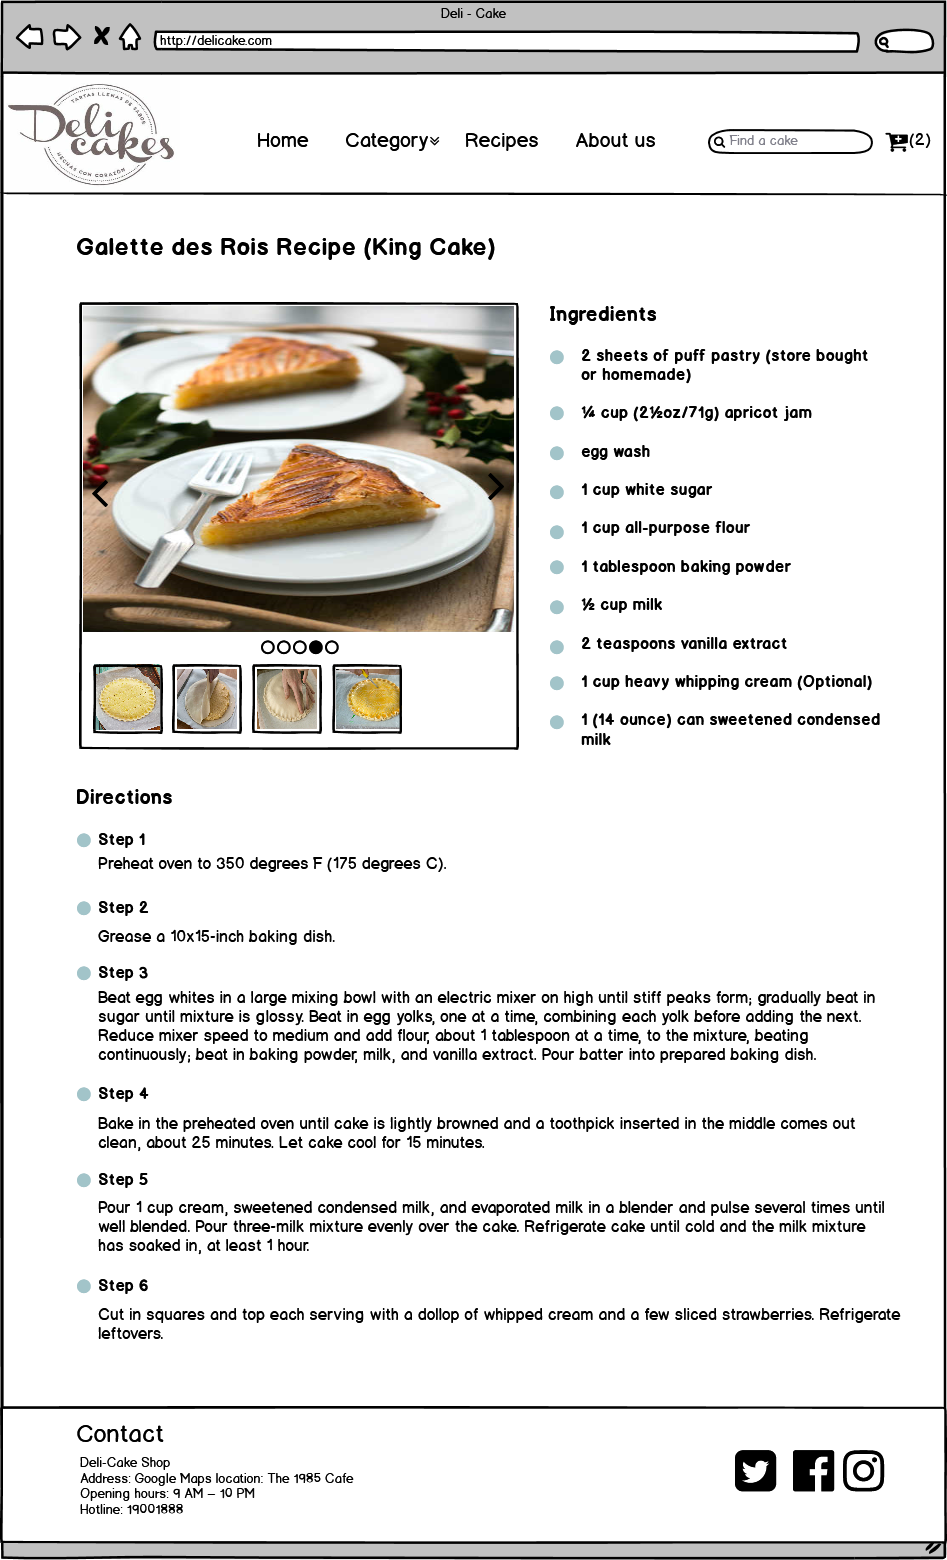 Deli - Cake
http://delicake.com
TARTAS LLENAS DE SABOR
Deli
cakes
HECHAS CON CORAZÓN
Home
Category
Recipes
About us
Find a cake
(2)
Galette des Rois Recipe (King Cake)
Ingredients
2 sheets of puff pastry (store bought
or homemade)
¼ cup (2½oz/71g) apricot jam
egg wash
1 cup white sugar
1 cup all-purpose flour
1 tablespoon baking powder
½ cup milk
2 teaspoons vanilla extract
1 cup heavy whipping cream (Optional)
1 (14 ounce) can sweetened condensed
milk
Directions
Step 1
Preheat oven to 350 degrees F (175 degrees C).
Step 2
Grease a 10x15-inch baking dish.
Step 3
Beat egg whites in a large mixing bowl with an electric mixer on high until stiff peaks form; gradually beat in
sugar until mixture is glossy. Beat in egg yolks, one at a time, combining each yolk before adding the next.
Reduce mixer speed to medium and add flour, about 1 tablespoon at a time, to the mixture, beating
continuously; beat in baking powder, milk, and vanilla extract. Pour batter into prepared baking dish.
Step 4
Bake in the preheated oven until cake is lightly browned and a toothpick inserted in the middle comes out
clean, about 25 minutes. Let cake cool for 15 minutes.
Step 5
Pour 1 cup cream, sweetened condensed milk, and evaporated milk in a blender and pulse several times until
well blended. Pour three-milk mixture evenly over the cake. Refrigerate cake until cold and the milk mixture
has soaked in, at least 1 hour.
Step 6
Cut in squares and top each serving with a dollop of whipped cream and a few sliced strawberries. Refrigerate
leftovers.
Contact
Deli-Cake Shop
Address: Google Maps location: The 1985 Cafe
Opening hours: 9 AM – 10 PM
Hotline: 19001888